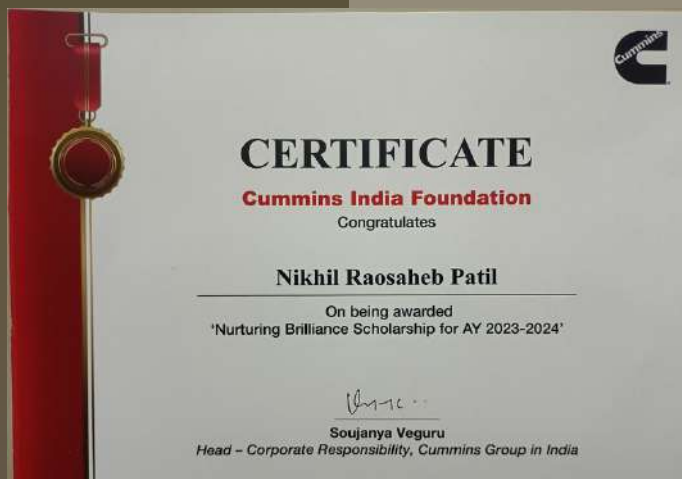 Cummins
CERTIFICATE
Cummins India Foundation
Congratulates
Nikhil Raosaheb Patil
On being awarded
'Nurturing Brilliance Scholarship for AY 2023-2024'
Soujanya Veguru
Head – Corporate Responsibility, Cummins Group in India